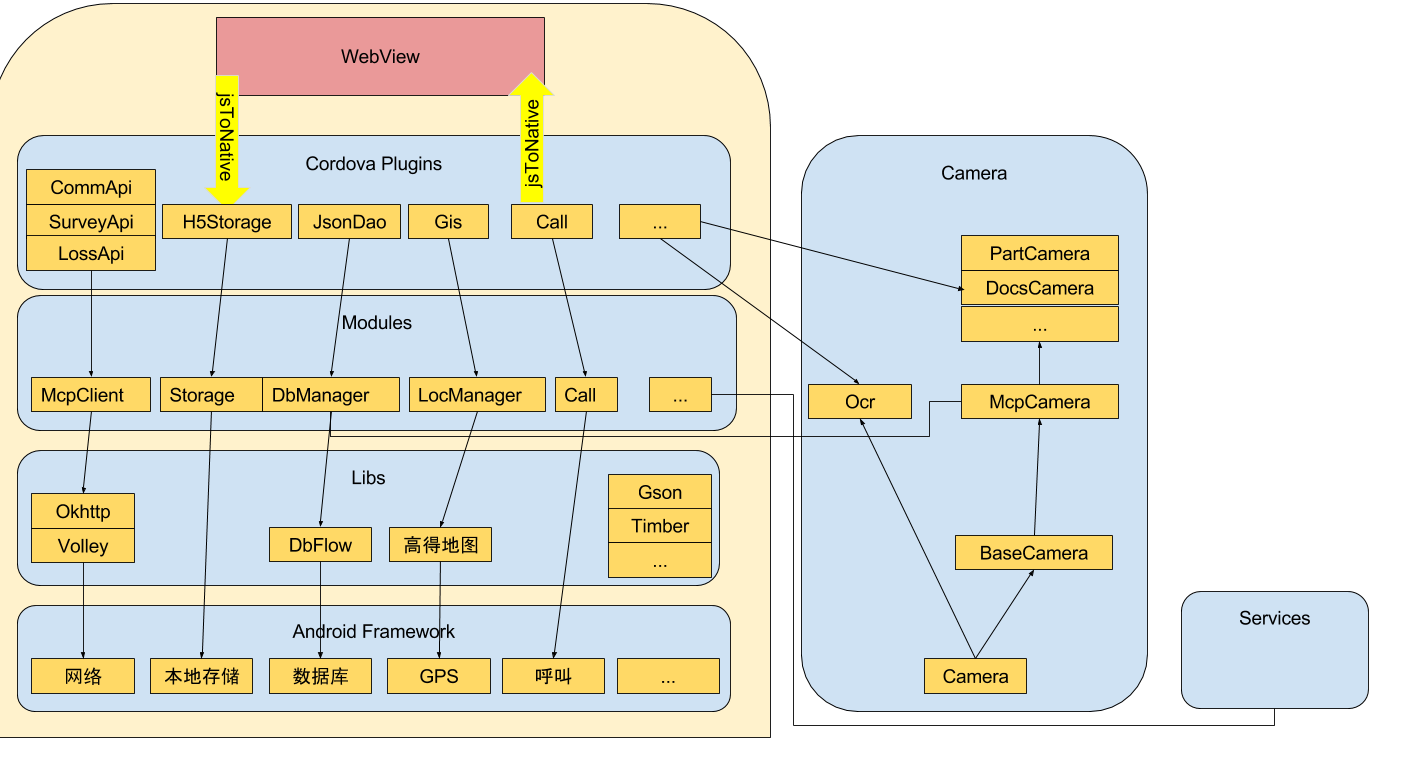 WebView
jsToNative
jsToNative
Cordova Plugins
CommApi
SurveyApi
LossApi
H5Storage
JsonDao
Gis
Call
...
Modules
McpClient
Storage
DbManager
LocManager
Call
...
Libs
Okhttp
Volley
DbFlow
高得地图
Gson
Timber
...
Android Framework
网络
本地存储
数据库
GPS
呼叫
...
Camera
PartCamera
DocsCamera
...
Ocr
McpCamera
BaseCamera
Camera
Services